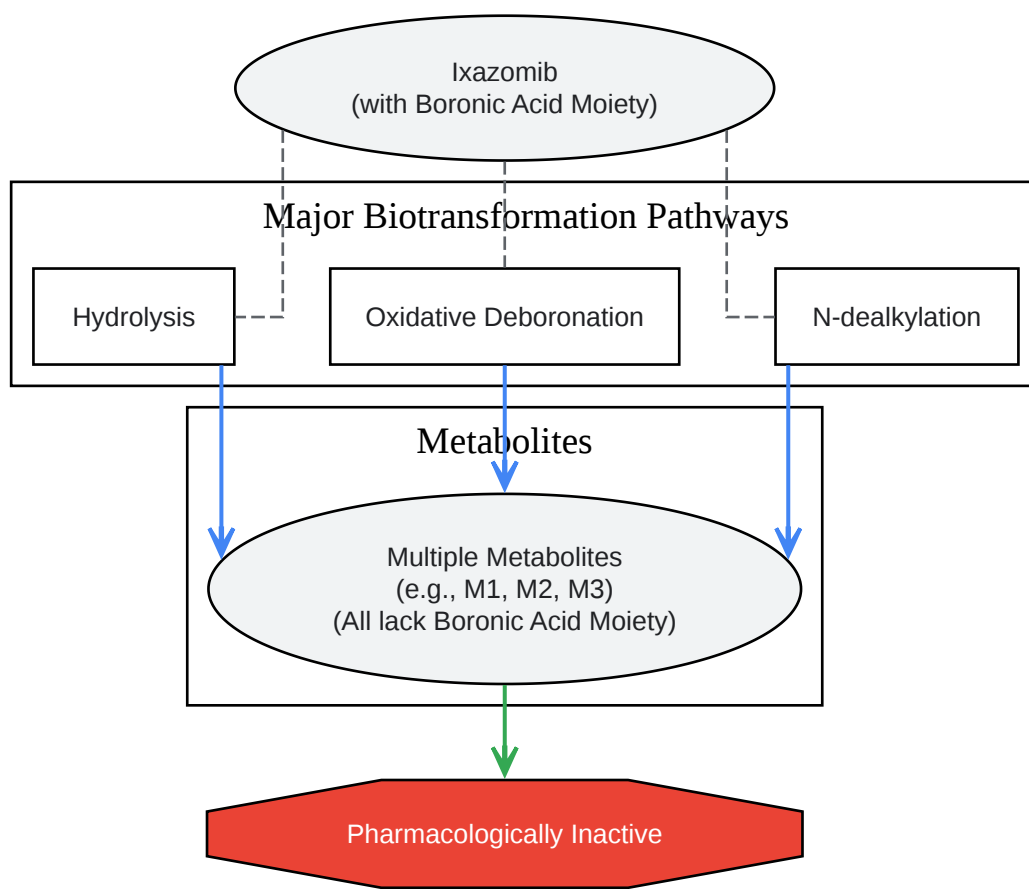 Ixazomib
(with Boronic Acid Moiety)
Major Biotransformation Pathways
Hydrolysis
Oxidative Deboronation
N-dealkylation
Metabolites
Multiple Metabolites
(e.g., M1, M2, M3)
(All lack Boronic Acid Moiety)
Pharmacologically Inactive